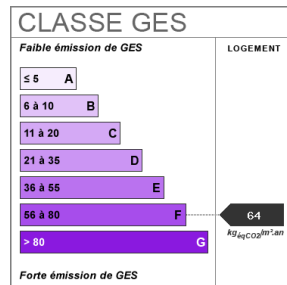 CLASSE GES
Faible émission de GES
LOGEMENT
≤ 5 A
6 à 10 B
11 à 20 C
21 à 35 D
36 à 55 E
56 à 80 F
64
kgéqCO2/m².an
> 80 G
Forte émission de GES